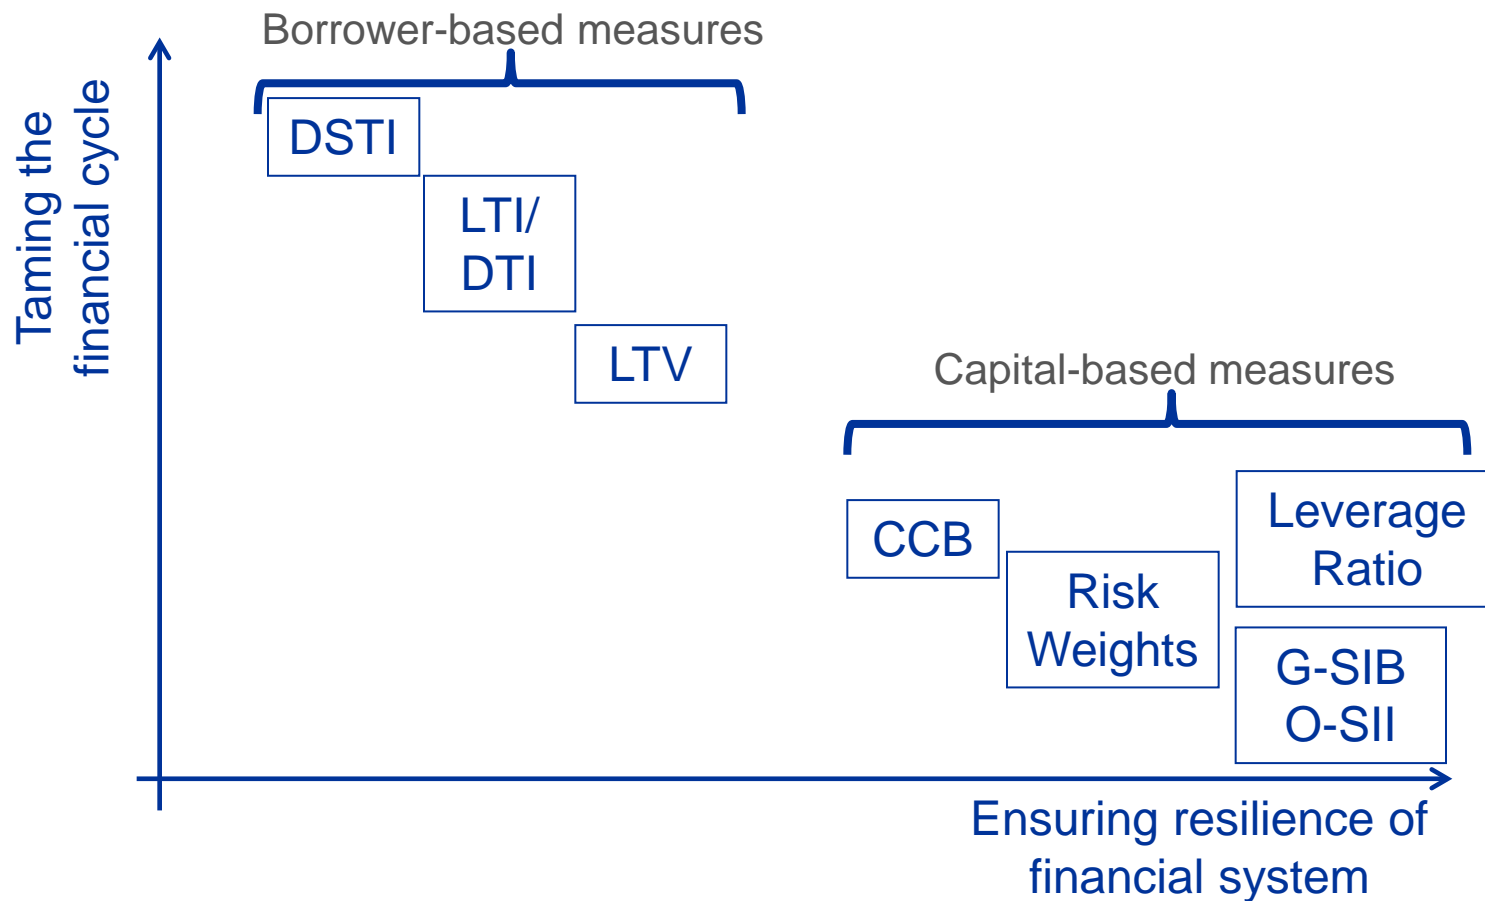 Borrower-based measures
Taming the
financial cycle
DSTI
LTI/
DTI
LTV
Capital-based measures
CCB
Risk
Weights
Leverage
Ratio
G-SIB
O-SII
Ensuring resilience of
financial system